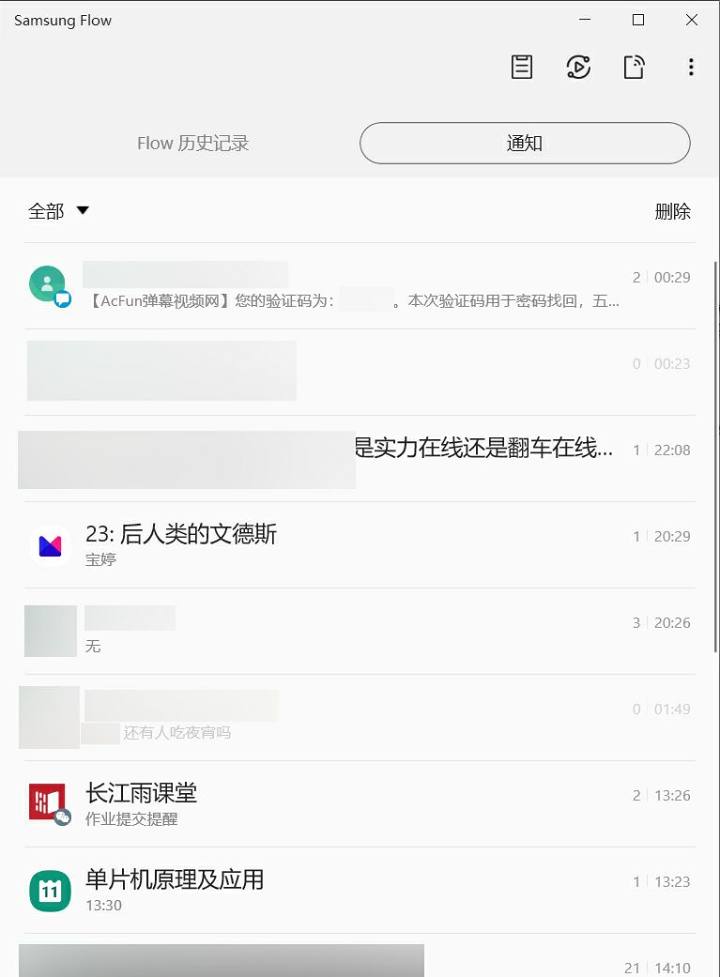 Samsung Flow
Flow 历史记录
通知
全部
删除
2 00:29
【AcFun弹幕视频网】您的验证码为： 。本次验证码用于密码找回，五...
0 00:23
是实力在线还是翻车在线...
1 22:08
23: 后人类的文德斯
1 20:29
宝婷
3 20:26
无
0 01:49
还有人吃夜宵吗
长江雨课堂
2 13:26
作业提交提醒
11
单片机原理及应用
1 13:23
13:30
21 14:10